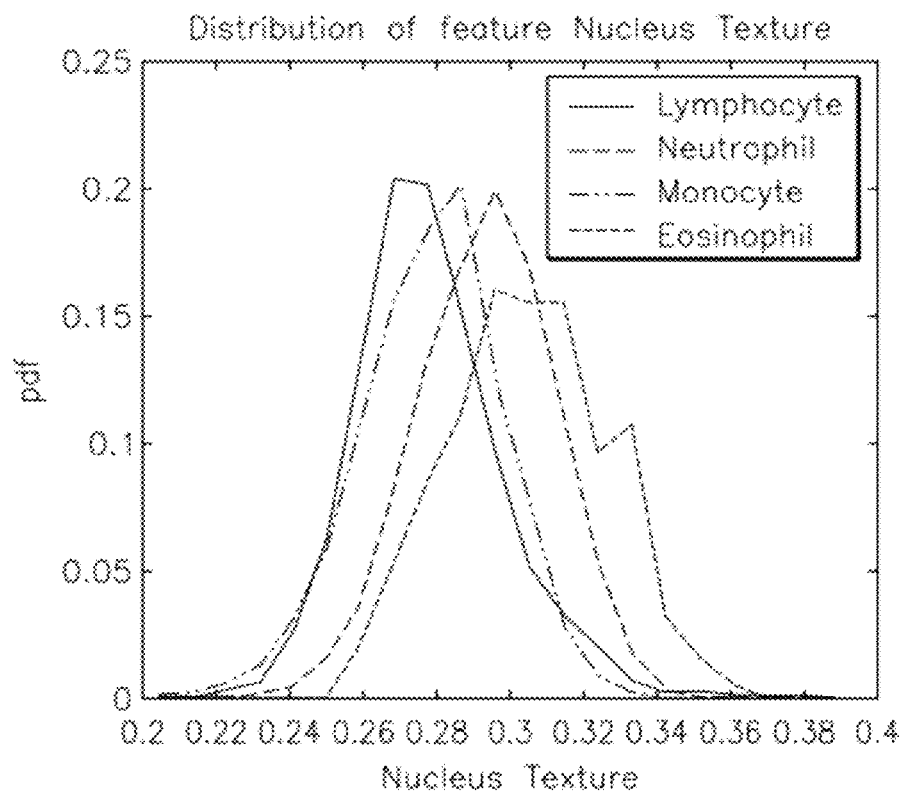 Distribution of feature Nucleus Texture
0.25
0.2
0.15
0.1
0.05
0
pdf
Lymphocyte
Neutrophil
Monocyte
Eosinophil
0.2 0.22 0.24 0.26 0.28 0.3 0.32 0.34 0.36 0.38 0.4
Nucleus Texture